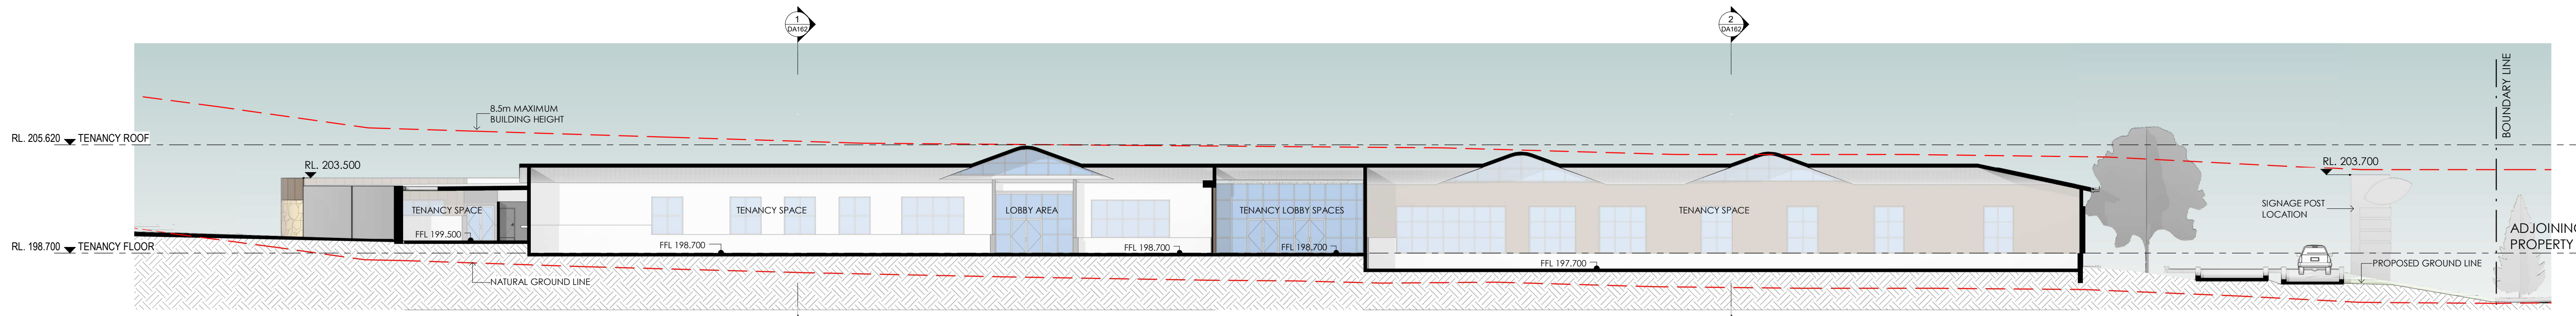 1
DA162
2
DA162
BOUNDARY LINE
8.5m MAXIMUM
BUILDING HEIGHT
RL. 205.620
TENANCY ROOF
RL. 203.500
RL. 203.700
TENANCY SPACE
TENANCY SPACE
LOBBY AREA
TENANCY LOBBY SPACES
TENANCY SPACE
SIGNAGE POST
LOCATION
FFL 199.500
ADJOINING
PROPERTY
RL. 198.700
TENANCY FLOOR
FFL 198.700
FFL 198.700
FFL 198.700
FFL 197.700
PROPOSED GROUND LINE
NATURAL GROUND LINE